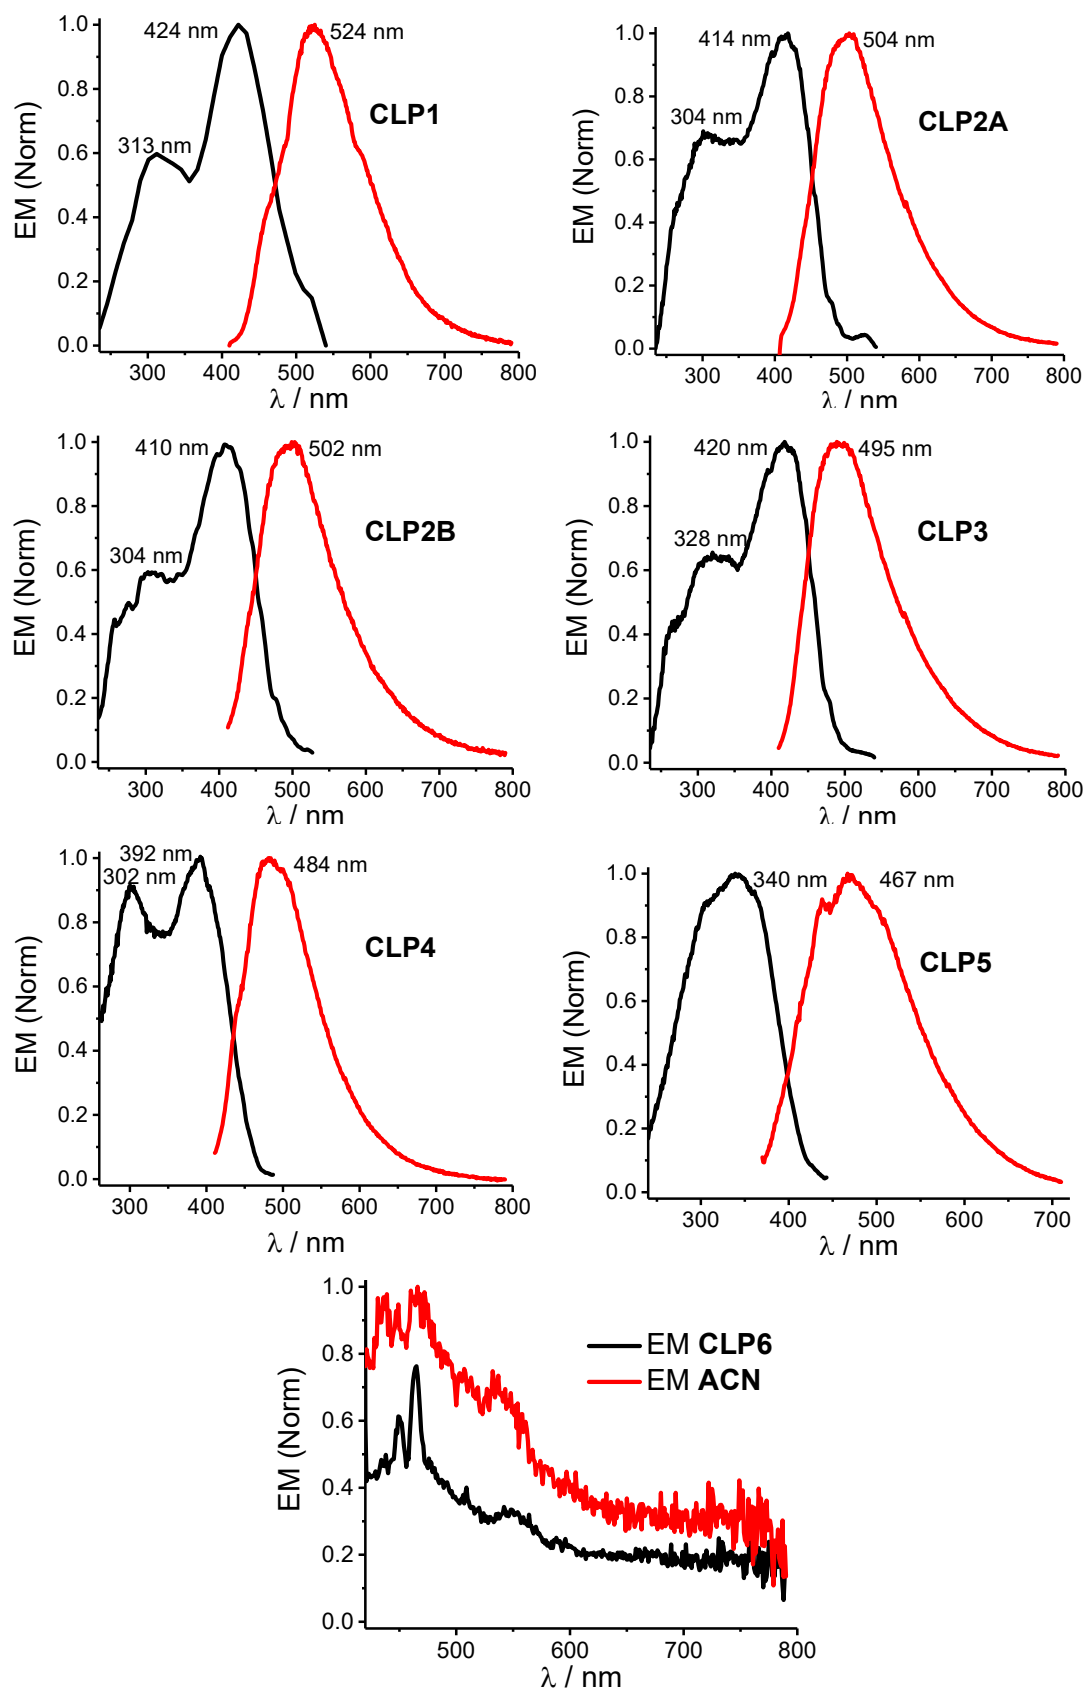 424 nm
524 nm
CLP1
313 nm
EM (Norm)
1.0
0.8
0.6
0.4
0.2
0.0
300 400 500 600 700 800
λ / nm
414 nm
504 nm
CLP2A
304 nm
EM (Norm)
1.0
0.8
0.6
0.4
0.2
0.0
300 400 500 600 700 800
λ / nm
410 nm
502 nm
CLP2B
304 nm
EM (Norm)
1.0
0.8
0.6
0.4
0.2
0.0
300 400 500 600 700 800
λ / nm
420 nm
495 nm
CLP3
328 nm
EM (Norm)
1.0
0.8
0.6
0.4
0.2
0.0
300 400 500 600 700 800
λ / nm
392 nm
302 nm
484 nm
CLP4
EM (Norm)
1.0
0.8
0.6
0.4
0.2
0.0
300 400 500 600 700 800
λ / nm
340 nm
467 nm
CLP5
EM (Norm)
1.0
0.8
0.6
0.4
0.2
0.0
300 400 500 600 700
λ / nm
EM CLP6
EM ACN
EM (Norm)
1.0
0.8
0.6
0.4
0.2
0.0
500 600 700 800
λ / nm